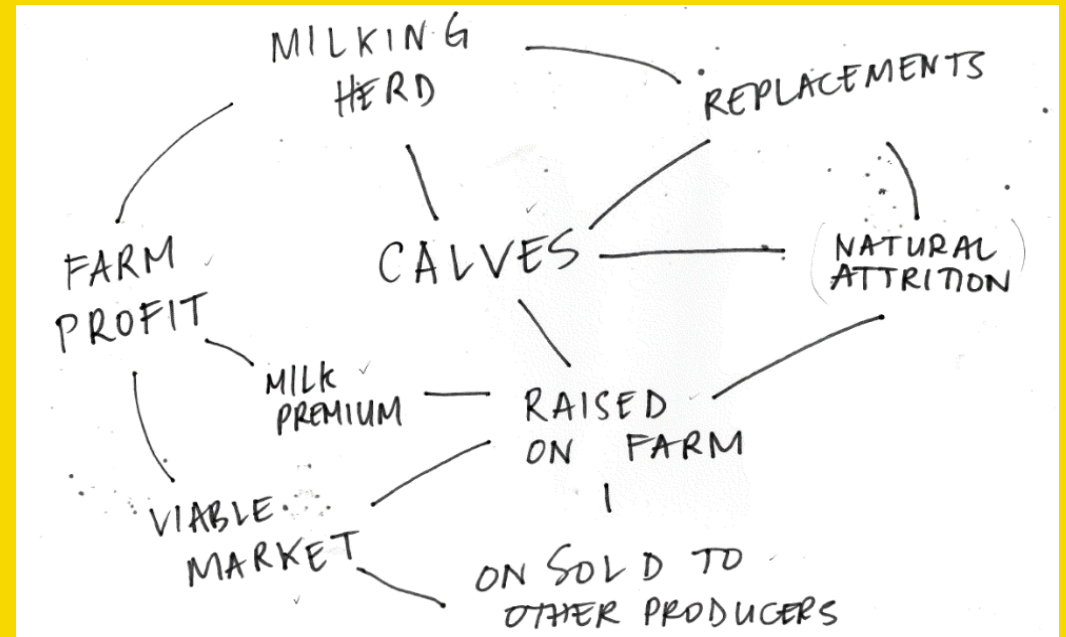 MILKING
HERD
REPLACEMENTS
FARM
PROFIT
CALVES
(NATURAL
ATTRITION)
MILK
PREMIUM
RAISED
ON FARM
VIABLE
MARKET
ON SOLD TO
OTHER PRODUCERS